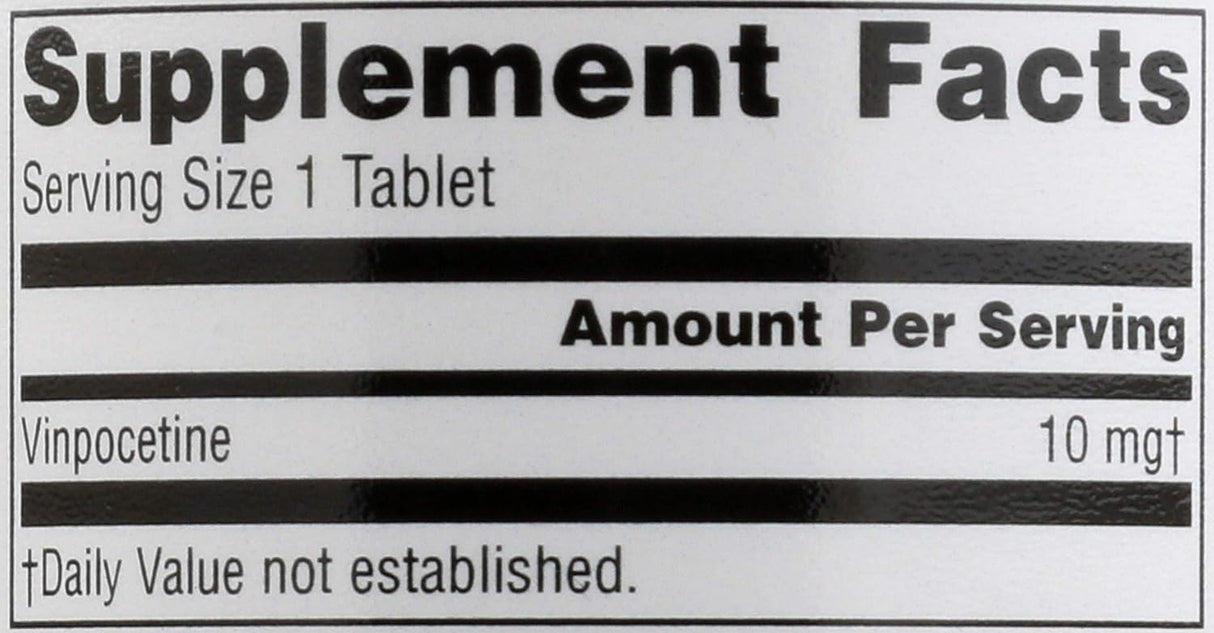 Supplement Facts
Serving Size 1 Tablet
Amount Per Serving
Vinpocetine 10 mg†
†Daily Value not established.